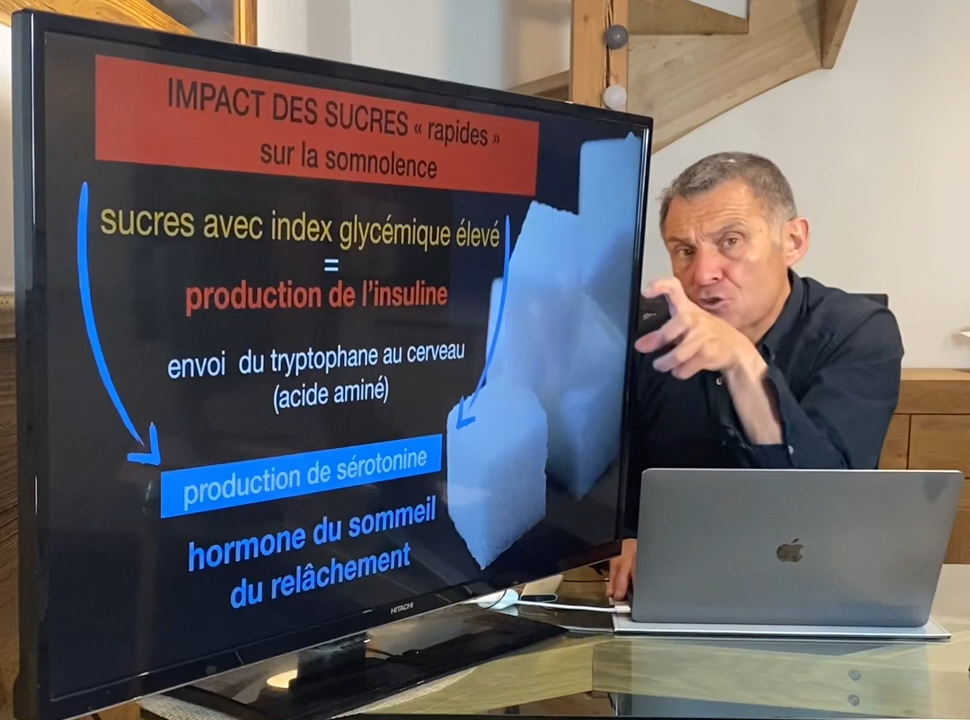 IMPACT DES SUCRES « rapides »
sur la somnolence
sucres avec index glycémique élevé
=
production de l'insuline
envoi du tryptophane au cerveau
(acide aminé)
production de sérotonine
hormone du sommeil
du relâchement
HITACHI